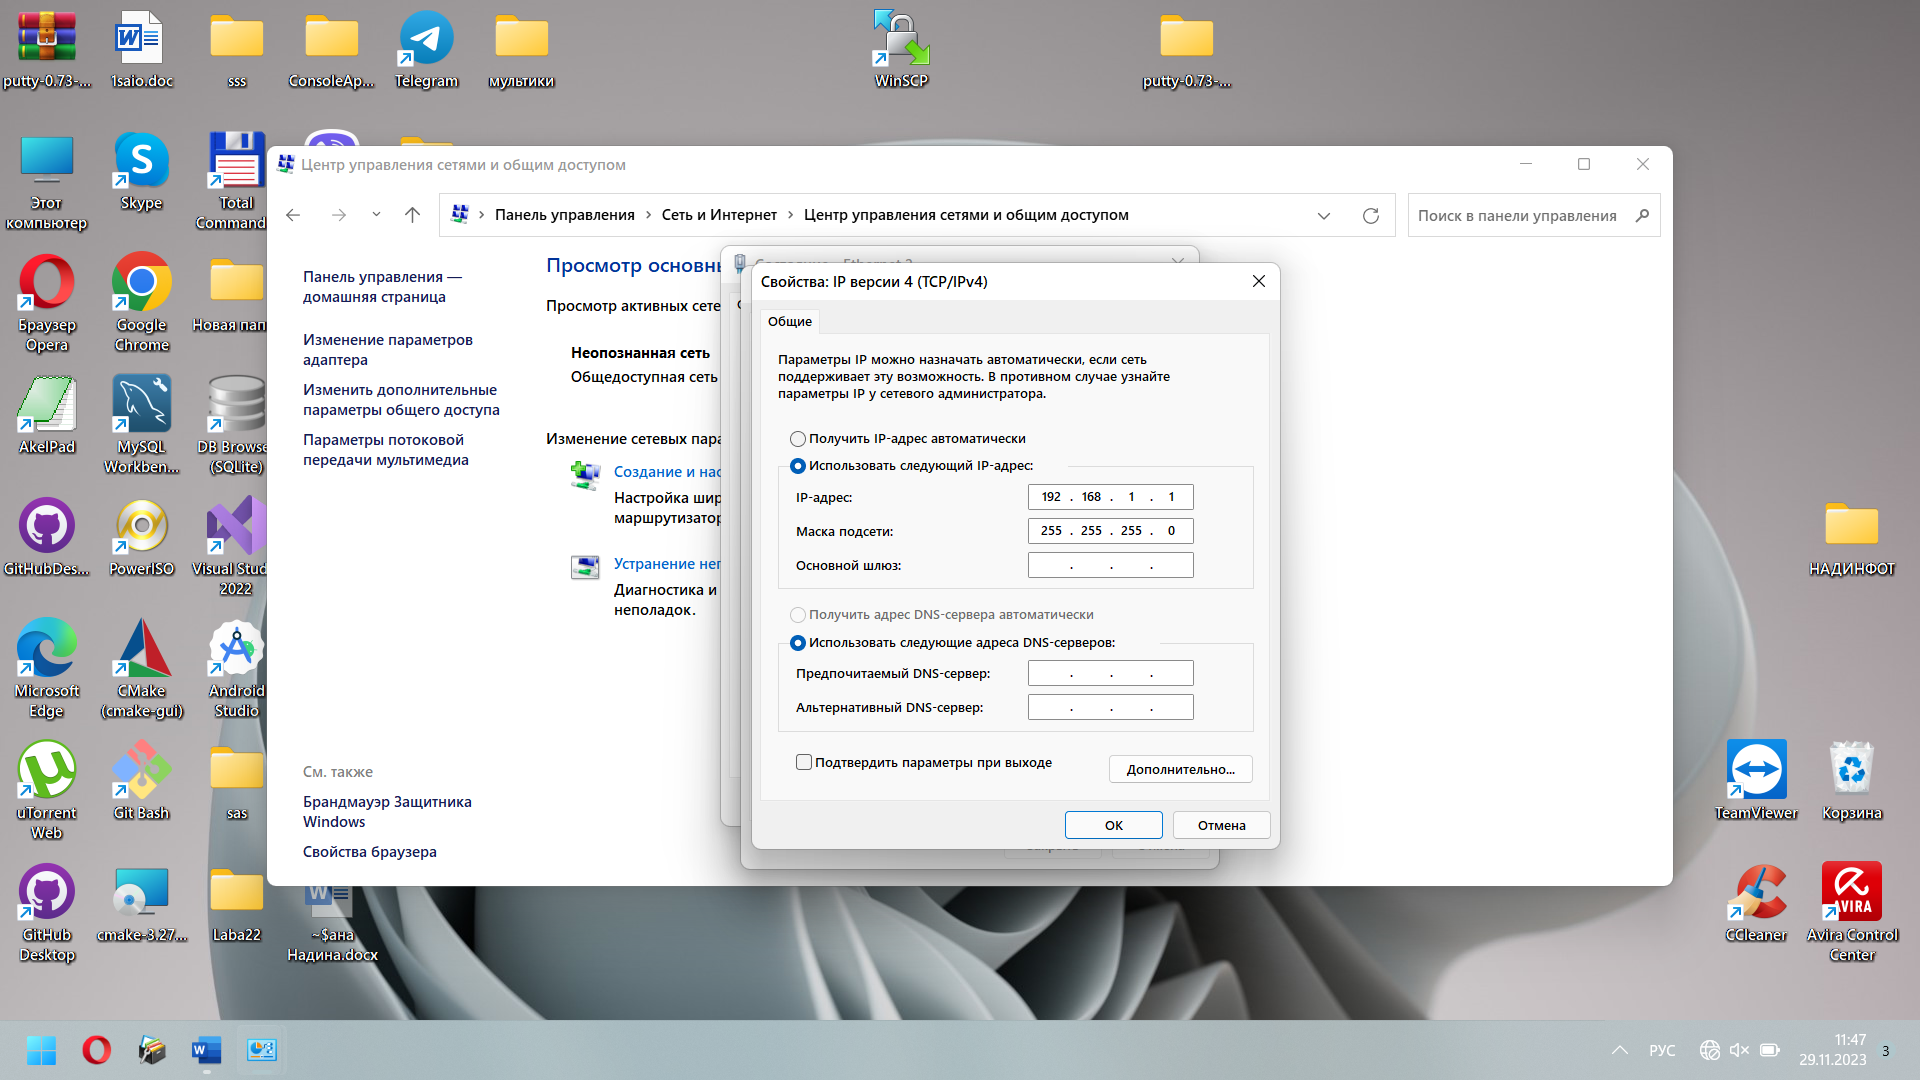 putty-0.73-...
1saio.doc
sss
ConsoleAp...
Telegram
мультики
WinSCP
putty-0.73-...
Этот
компьютер
Skype
Total
Command
Браузер
Opera
Google
Chrome
Новая пап
AkelPad
MySQL
Workben...
DB Browse
(SQLite)
GitHubDes...
PowerISO
Visual Stud
2022
Microsoft
Edge
CMake
(cmake-gui)
Android
Studio
uTorrent
Web
Git Bash
sas
GitHub
Desktop
cmake-3.27...
Laba22
~$ана
Надина.docx
Центр управления сетями и общим доступом
Панель управления
Сеть и Интернет
Центр управления сетями и общим доступом
Поиск в панели управления
Панель управления —
домашняя страница
Изменение параметров
адаптера
Изменить дополнительные
параметры общего доступа
Параметры потоковой
передачи мультимедиа
См. также
Брандмауэр Защитника
Windows
Свойства браузера
Просмотр основнь
Просмотр активных сете
Неопознанная сеть
Общедоступная сеть
Изменение сетевых пара
Создание и нас
Настройка шир
маршрутизатор
Устранение неп
Диагностика и
неполадок.
Свойства: IP версии 4 (TCP/IPv4)
Общие
Параметры IP можно назначать автоматически, если сеть
поддерживает эту возможность. В противном случае узнайте
параметры IP у сетевого администратора.
Получить IP-адрес автоматически
Использовать следующий IP-адрес:
IP-адрес:
192 . 168 . 1 . 1
Маска подсети:
255 . 255 . 255 . 0
Основной шлюз:
. . .
Получить адрес DNS-сервера автоматически
Использовать следующие адреса DNS-серверов:
Предпочитаемый DNS-сервер:
. . .
Альтернативный DNS-сервер:
. . .
Подтвердить параметры при выходе
Дополнительно...
ОК
Отмена
НАДИНФОТ
TeamViewer
Корзина
CCleaner
AVIRA
Avira Control
Center
РУС
11:47
29.11.2023
3